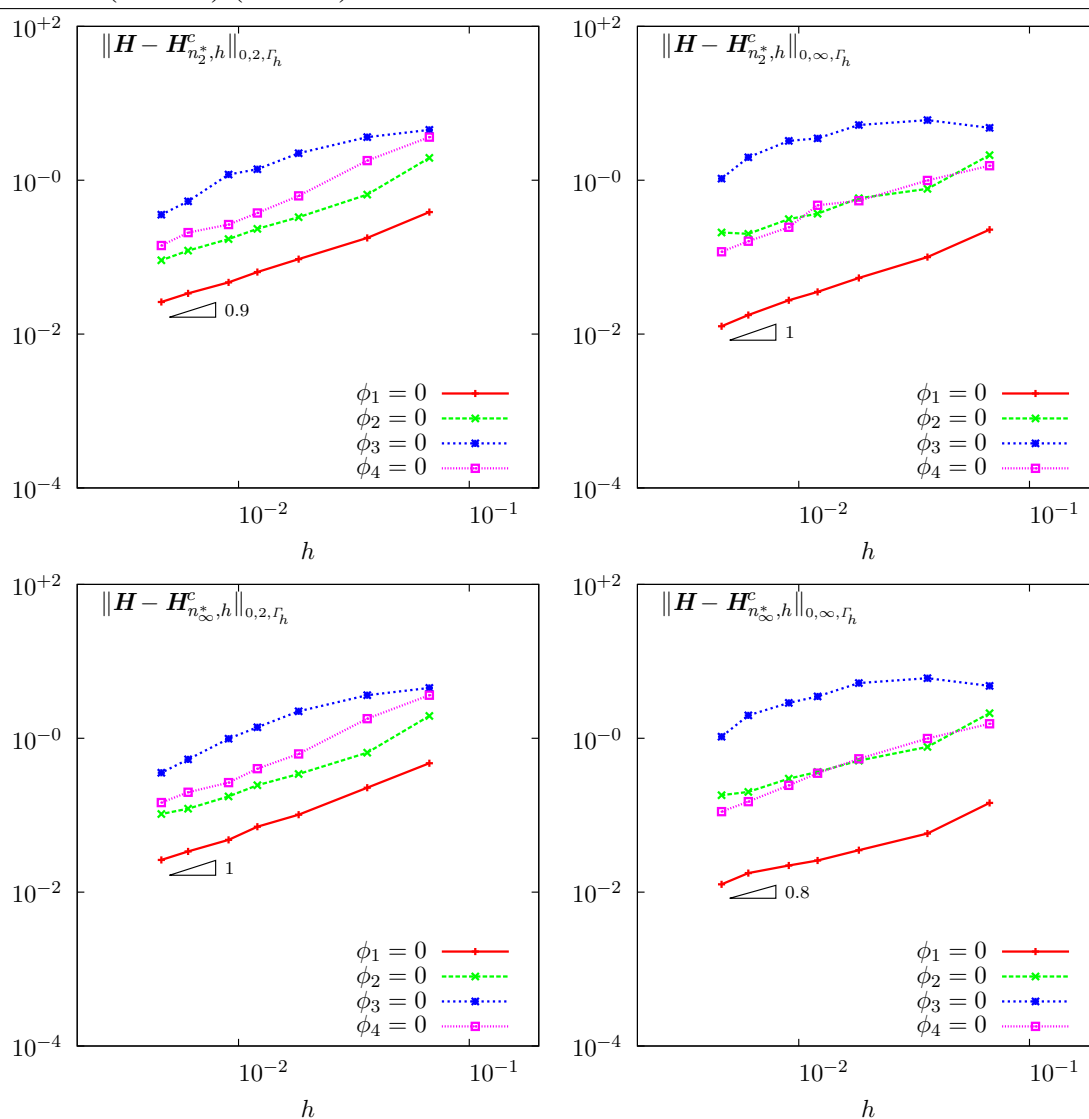 10^{+2}
‖H − H^c_{n^*_2,h}‖_{0,2,Γ_h}
10^{−0}
10^{−2}
0.9
ϕ_1 = 0
ϕ_2 = 0
ϕ_3 = 0
ϕ_4 = 0
10^{−4}
10^{−2}
10^{−1}
h
10^{+2}
‖H − H^c_{n^*_2,h}‖_{0,∞,Γ_h}
10^{−0}
10^{−2}
1
ϕ_1 = 0
ϕ_2 = 0
ϕ_3 = 0
ϕ_4 = 0
10^{−4}
10^{−2}
10^{−1}
h
10^{+2}
‖H − H^c_{n^*_∞,h}‖_{0,2,Γ_h}
10^{−0}
10^{−2}
1
ϕ_1 = 0
ϕ_2 = 0
ϕ_3 = 0
ϕ_4 = 0
10^{−4}
10^{−2}
10^{−1}
h
10^{+2}
‖H − H^c_{n^*_∞,h}‖_{0,∞,Γ_h}
10^{−0}
10^{−2}
0.8
ϕ_1 = 0
ϕ_2 = 0
ϕ_3 = 0
ϕ_4 = 0
10^{−4}
10^{−2}
10^{−1}
h